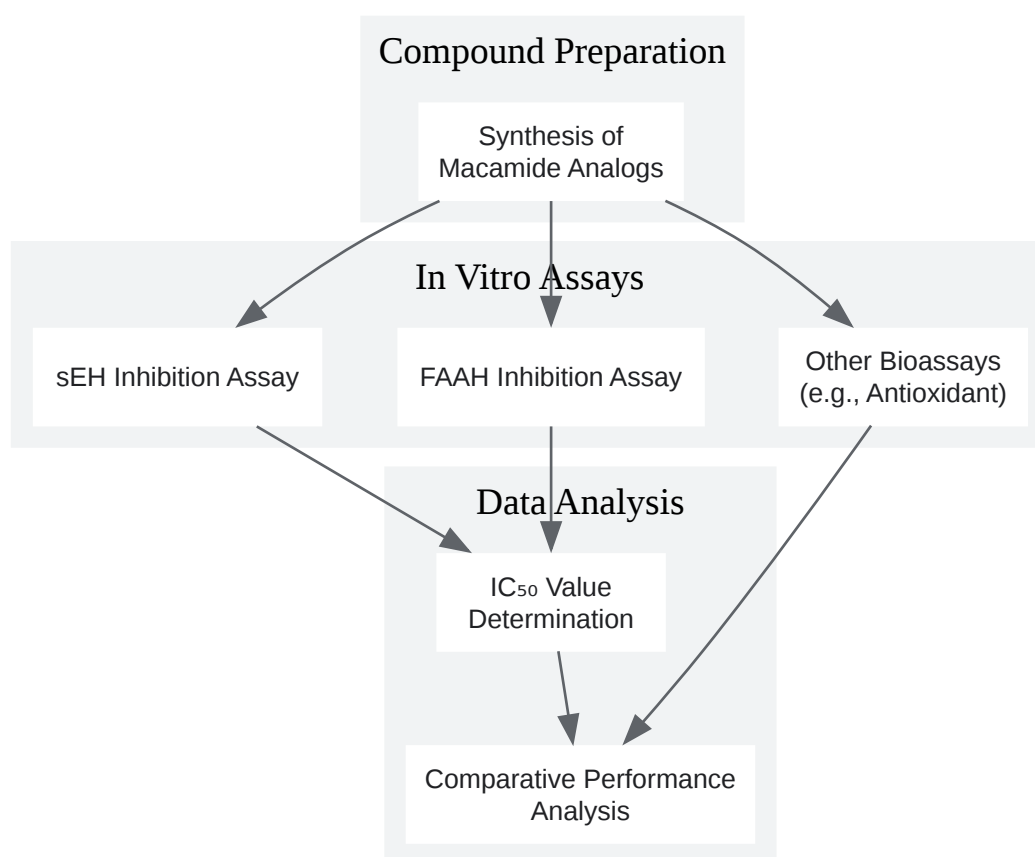 Compound Preparation
Synthesis of
Macamide Analogs
In Vitro Assays
sEH Inhibition Assay
FAAH Inhibition Assay
Other Bioassays
(e.g., Antioxidant)
Data Analysis
IC₅₀ Value
Determination
Comparative Performance
Analysis